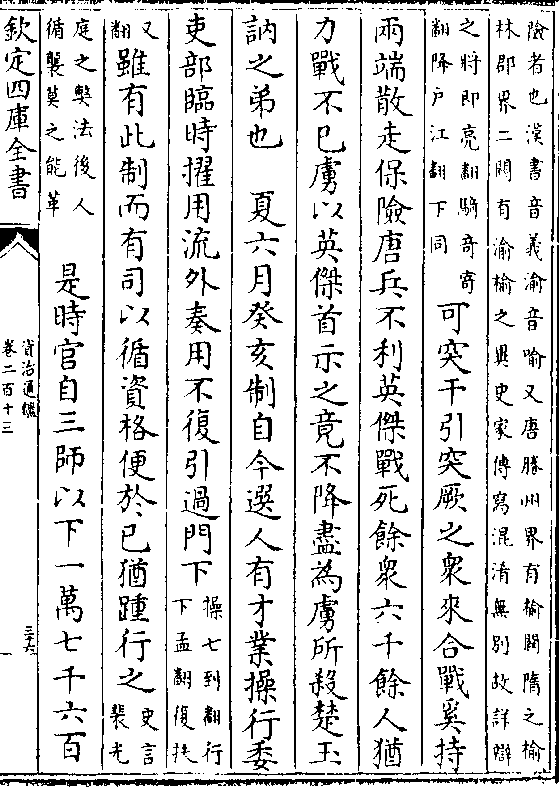 險者也漢書音義渝音喻又唐勝州界有榆關隋之榆
林郡界二關有渝榆之異史家傳寫混淆無別故詳辯
之將即亮翻騎奇寄
翻降户江翻下同
可突干引突厥之衆來合戰奚持
兩端散走保險唐兵不利英傑戰死餘衆六千餘人猶
力戰不已虜以英傑首示之竟不降盡為虜所殺楚玉
訥之弟也　夏六月癸亥制自今選人有才業操行委
吏部臨時擢用流外奏用不復引過門下
操七到翻行
下孟翻復扶
又
翻
雖有此制而有司以循資格便於己猶踵行之
史言
裴光
庭之弊法後人
循襲莫之能革
是時官自三師以下一萬七千六百
欽定四庫全書
資治通鑑
卷二百十三
三十六